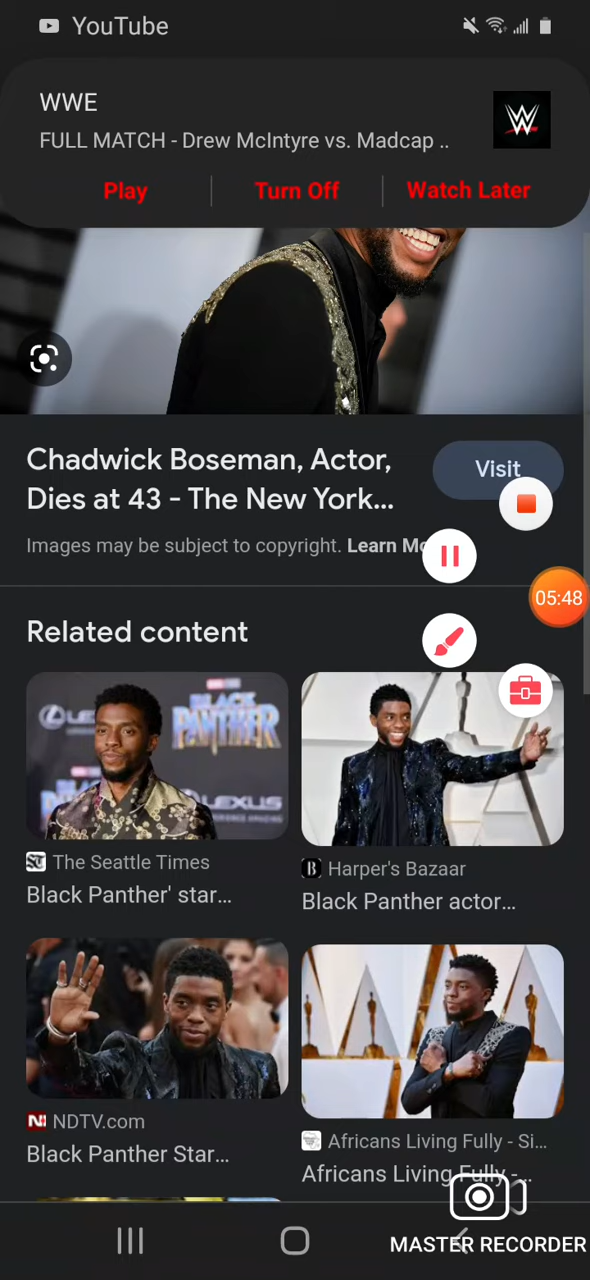 YouTube
WWE
FULL MATCH - Drew McIntyre vs. Madcap ..
Play
Turn Off
Watch Later
Chadwick Boseman, Actor,
Dies at 43 - The New York...
Visit
Images may be subject to copyright. Learn Mo
05:48
Related content
BLACK
PANTHER
LEXUS
The Seattle Times
Black Panther' star...
Harper's Bazaar
Black Panther actor...
NDTV.com
Black Panther Star...
Africans Living Fully - Si...
Africans Living Fully -...
MASTER RECORDER